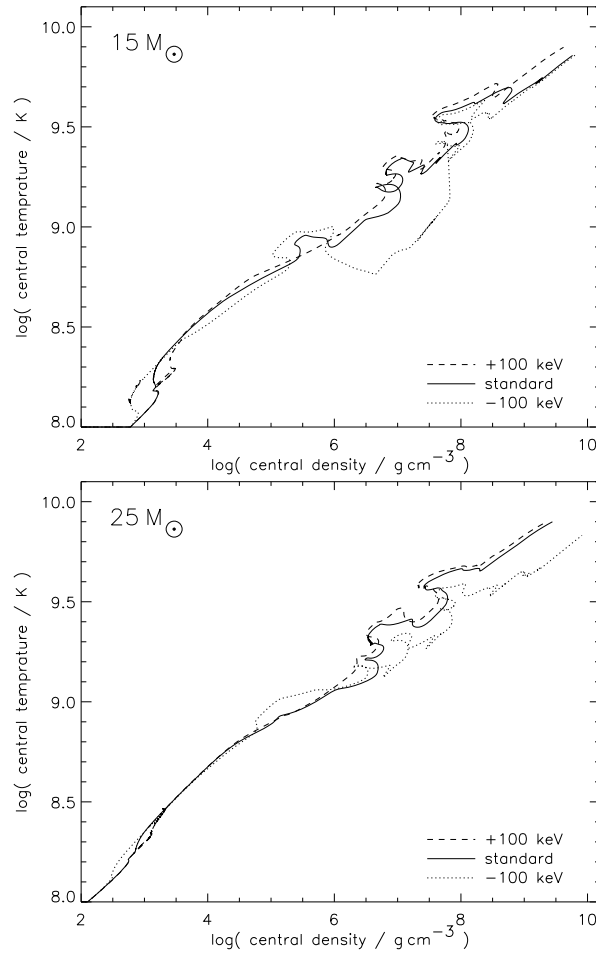 10.0
15 M☉
9.5
9.0
8.5
8.0
log( central temprature / K )
+100 keV
standard
−100 keV
2 4 6 8 10
log( central density / g cm⁻³ )
10.0
25 M☉
9.5
9.0
8.5
8.0
log( central temprature / K )
+100 keV
standard
−100 keV
2 4 6 8 10
log( central density / g cm⁻³ )